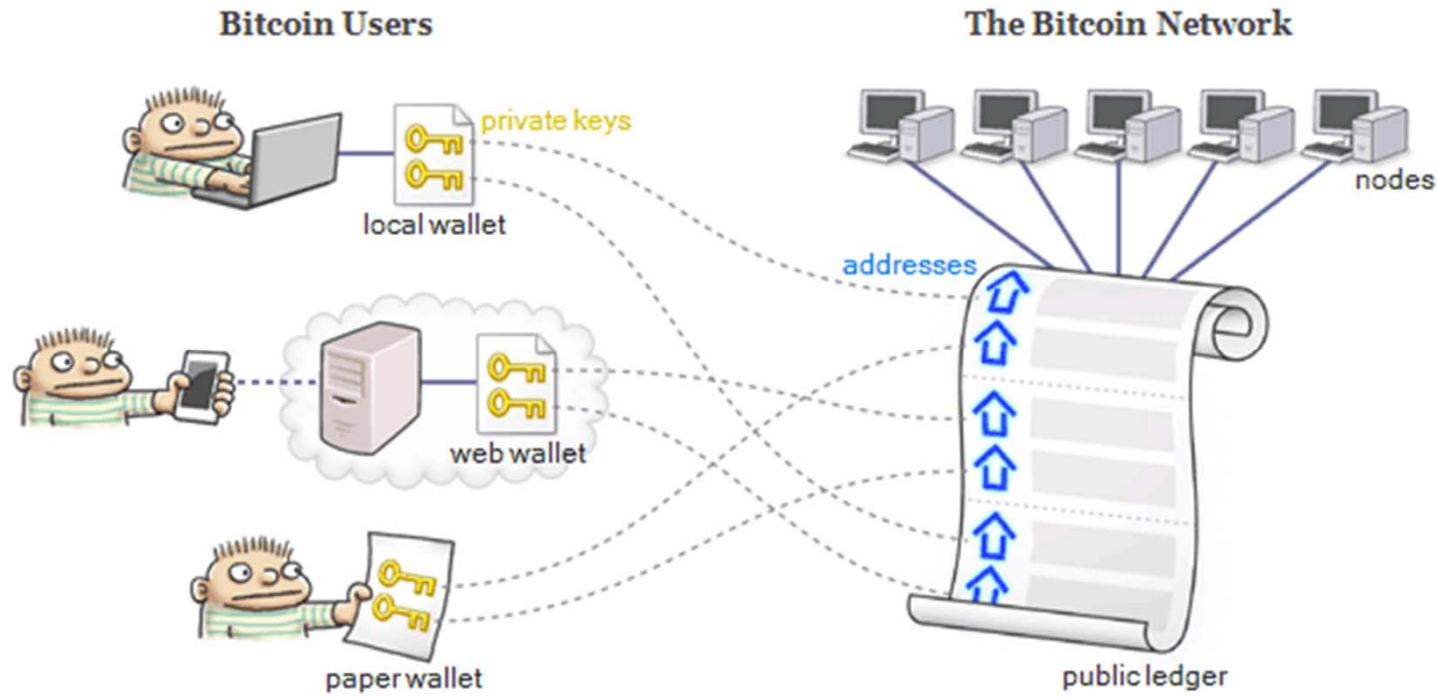 Bitcoin Users
The Bitcoin Network
private keys
local wallet
nodes
addresses
web wallet
paper wallet
public ledger